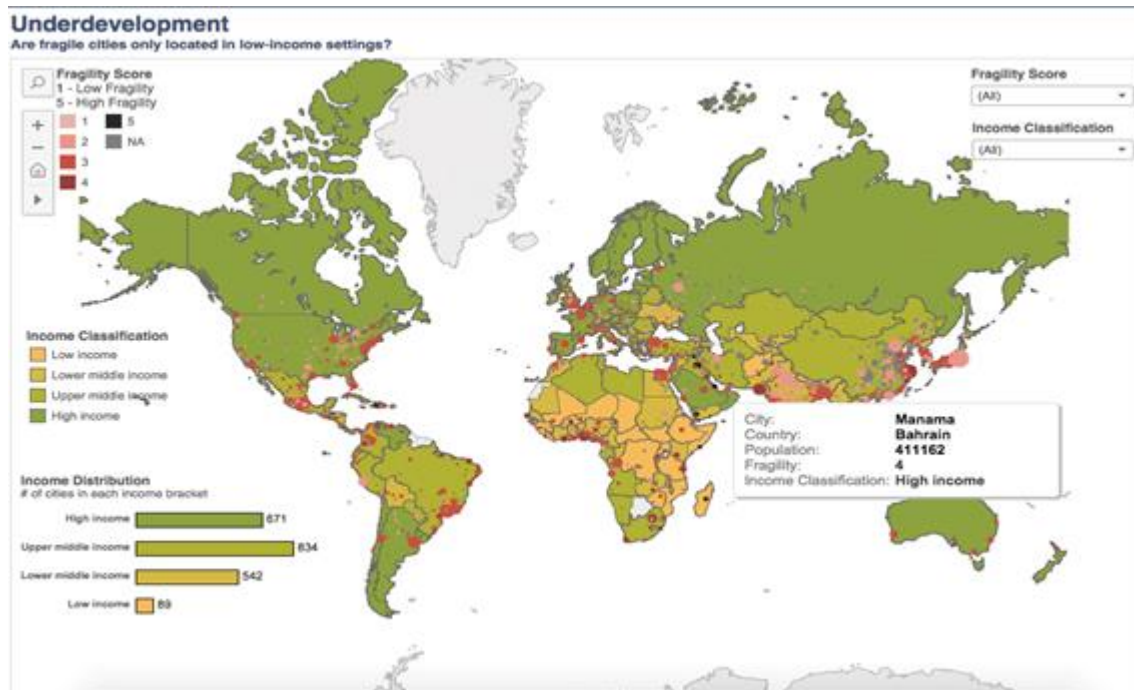 Underdevelopment
Are fragile cities only located in low-income settings?
Fragility Score
1 - Low Fragility
5 - High Fragility
1 5
2 NA
3
4
Fragility Score
(All)
Income Classification
(All)
Income Classification
Low income
Lower middle income
Upper middle income
High income
City: Manama
Country: Bahrain
Population: 411162
Fragility: 4
Income Classification: High income
Income Distribution
# of cities in each income bracket
High income 671
Upper middle income 834
Lower middle income 542
Low income 89